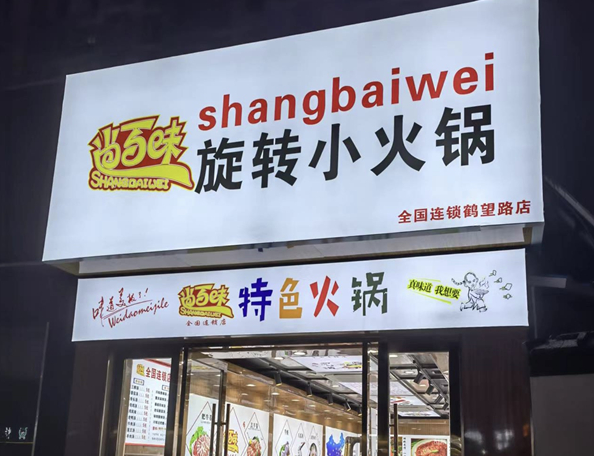 shangbaiwei
尚百味
SHANGBAIWEI
旋转小火锅
全国连锁鹤望路店
味道美极了!
Weidaomeijile
尚百味
SHANGBAIWEI
全国连锁店
特色火锅
真味道 我想要
全国连锁店